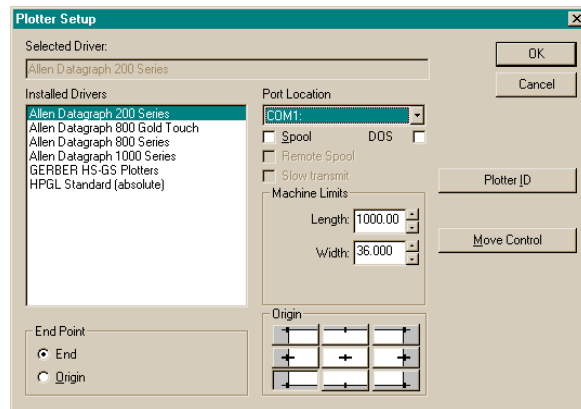 Plotter Setup
Selected Driver:
Allen Datagraph 200 Series
OK
Cancel
Installed Drivers
Allen Datagraph 200 Series
Allen Datagraph 800 Gold Touch
Allen Datagraph 800 Series
Allen Datagraph 1000 Series
GERBER HS-GS Plotters
HPGL Standard (absolute)
Port Location
COM1:
Spool DOS
Remote Spool
Slow transmit
Machine Limits
Length: 1000.00
Width: 36.000
Plotter ID
Move Control
End Point
End
Origin
Origin